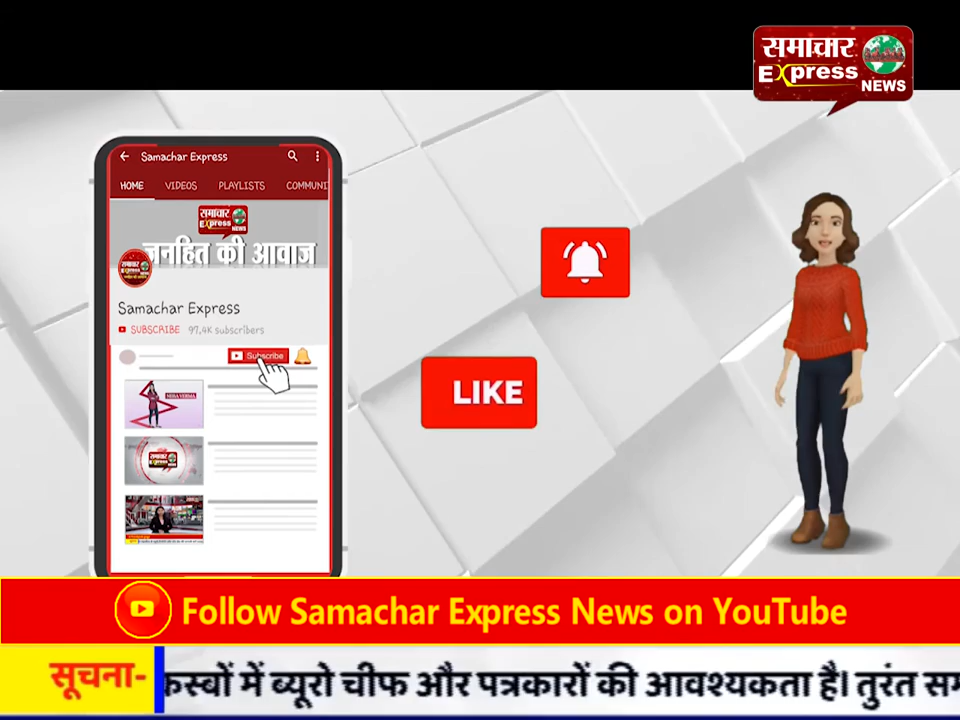 समाचार
Express
NEWS
Samachar Express
HOME VIDEOS PLAYLISTS COMMUNI
समाचार
Express
NEWS
जनहित की आवाज
Samachar Express
SUBSCRIBE 97,4K subscribers
Subscribe
LIKE
Follow Samachar Express News on YouTube
सूचना- कस्बों में ब्यूरो चीफ और पत्रकारों की आवश्यकता है। तुरंत सम